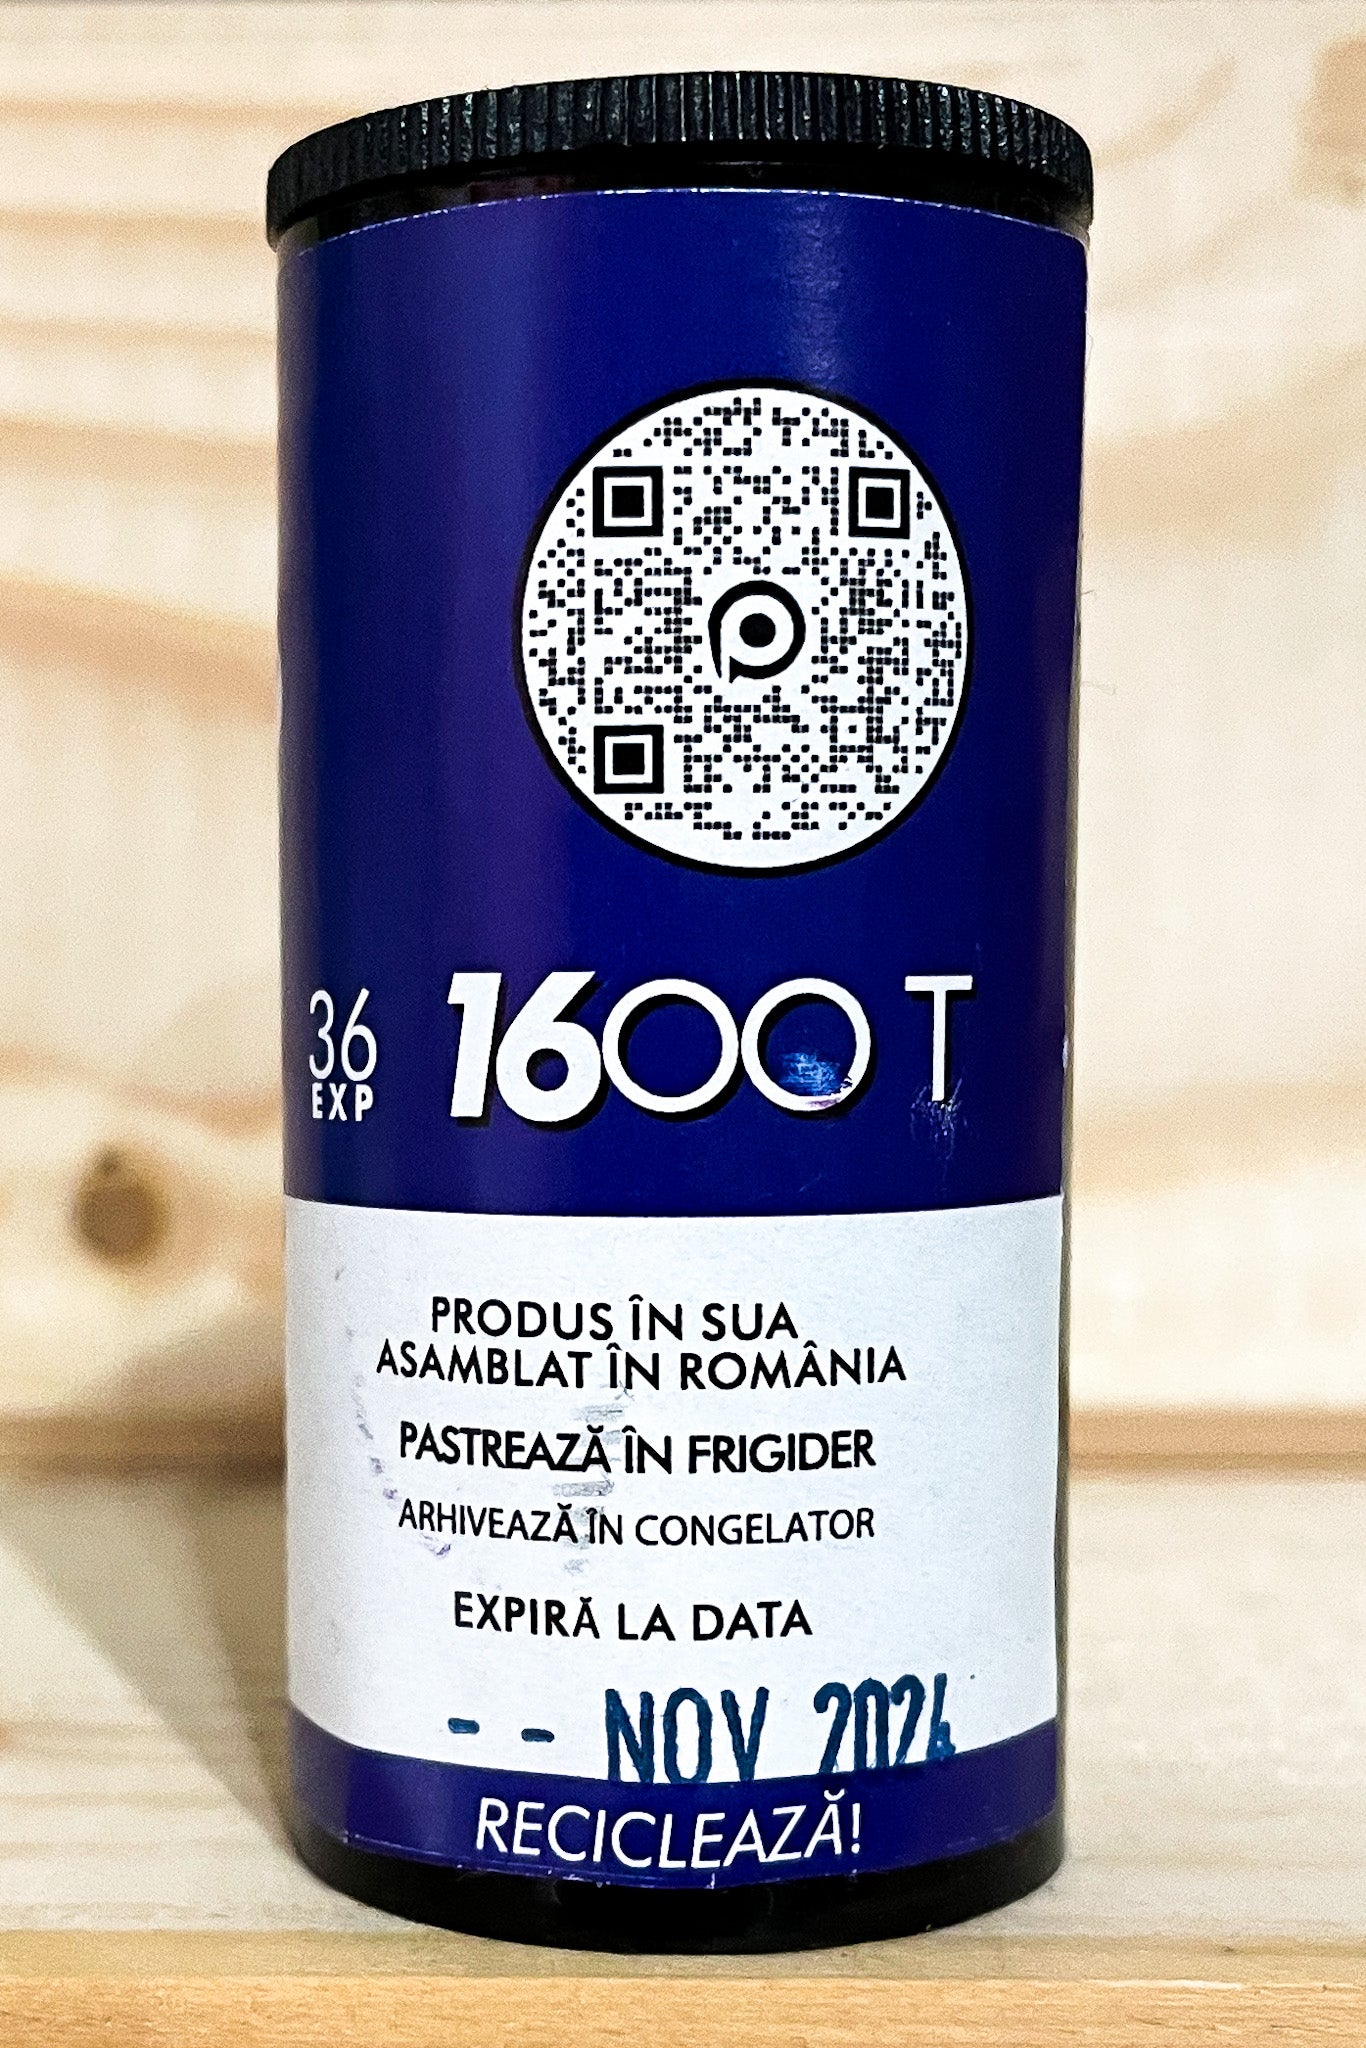 36
EXP
1600 T
PRODUS ÎN SUA
ASAMBLAT ÎN ROMÂNIA
PASTREAZĂ ÎN FRIGIDER
ARHIVEAZĂ ÎN CONGELATOR
EXPIRĂ LA DATA
-- NOV 2024
RECICLEAZĂ!